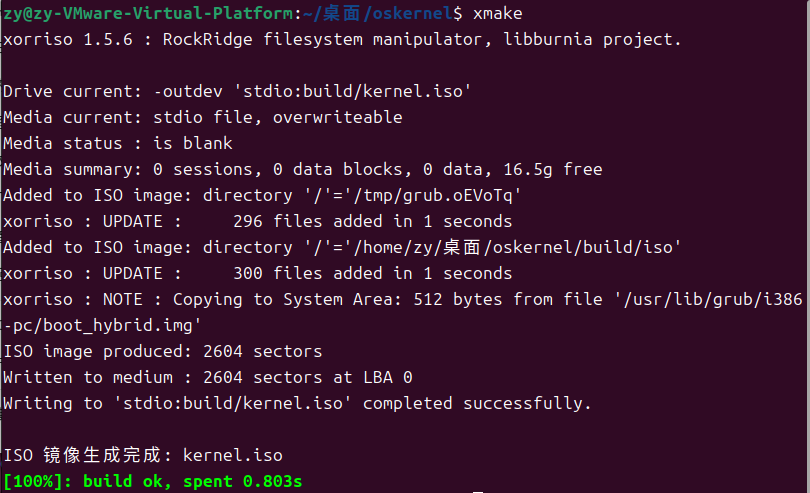 zy@zy-VMware-Virtual-Platform:~/桌面/oskernel$ xmake
xorriso 1.5.6 : RockRidge filesystem manipulator, libburnia project.
Drive current: -outdev 'stdio:build/kernel.iso'
Media current: stdio file, overwriteable
Media status : is blank
Media summary: 0 sessions, 0 data blocks, 0 data, 16.5g free
Added to ISO image: directory '/'='/tmp/grub.oEVoTq'
xorriso : UPDATE :     296 files added in 1 seconds
Added to ISO image: directory '/'='/home/zy/桌面/oskernel/build/iso'
xorriso : UPDATE :     300 files added in 1 seconds
xorriso : NOTE : Copying to System Area: 512 bytes from file '/usr/lib/grub/i386
-pc/boot_hybrid.img'
ISO image produced: 2604 sectors
Written to medium : 2604 sectors at LBA 0
Writing to 'stdio:build/kernel.iso' completed successfully.
ISO 镜像生成完成: kernel.iso
[100%]: build ok, spent 0.803s